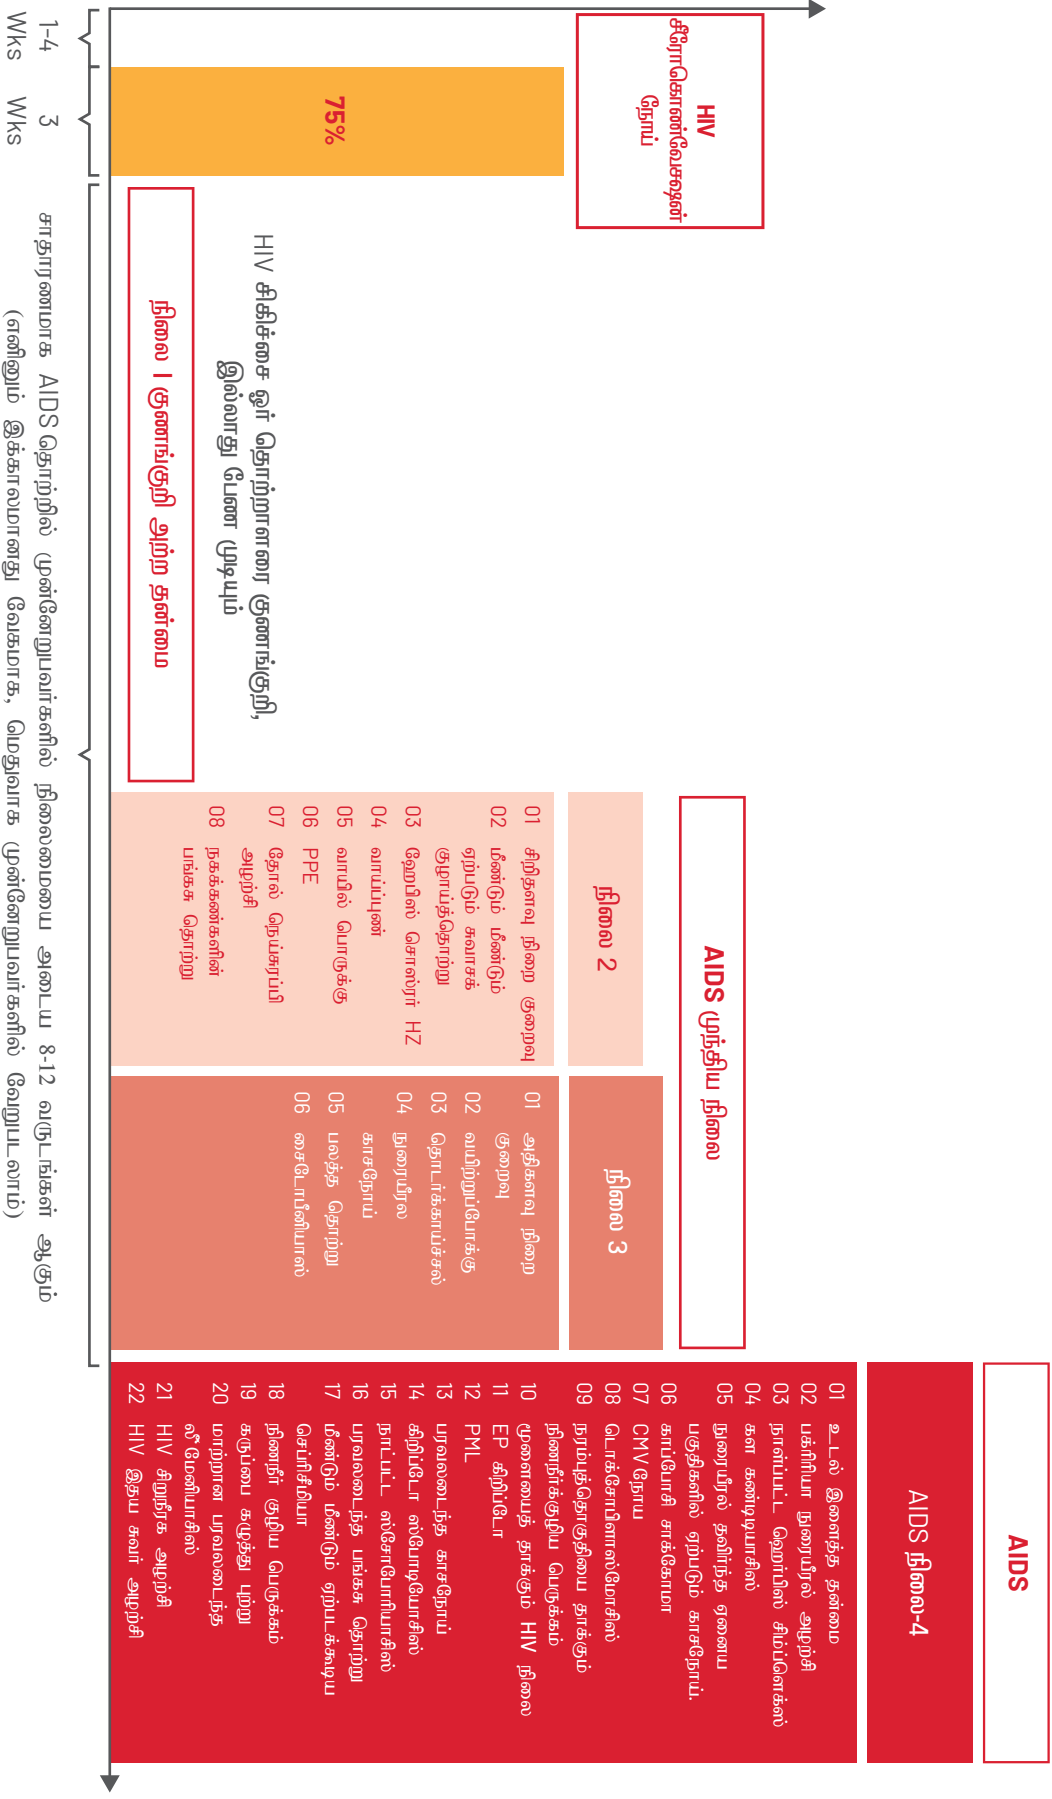 HIV
சீரோகொண்வேசஷன்
நோய்
75%
1-4
Wks
3
Wks
HIV சிகிச்சை ஓர் தொற்றாளரை குணங்குறி,
இல்லாது பேண முடியும்
நிலை I குணங்குறி அற்ற தன்மை
AIDS முந்திய நிலை
நிலை 2
01 சிறிதளவு நிறை குறைவு
02 மீண்டும் மீண்டும்
ஏற்படும் சுவாசக்
குழாய்த்தொற்று
03 ஹேபிஸ் சொஸ்ரர் HZ
04 வாய்ப்புண்
05 வாயில் பொருக்கு
06 PPE
07 தோல் நெய்சுரப்பி
அழற்சி
08 நகக்கண்களின்
பங்கசு தொற்று
நிலை 3
01 அதிகளவு நிறை
குறைவு
02 வயிற்றுப்போக்கு
03 தொடர்க்காய்ச்சல்
04 நுரையீரல
காசநோய்
05 பலத்த தொற்று
06 சைடோபீனியாஸ்
AIDS
AIDS நிலை-4
01 உடல் இளைத்த தன்மை
02 பக்ரிரியா நுரையீரல் அழற்சி
03 நாள்ப்பட்ட ஹெர்பிஸ் சிம்ப்ளெக்ஸ்
04 கள கண்டிடியாசிஸ்
05 நுரையீரல் தவிர்ந்த ஏனைய
பகுதிகளில் ஏற்படும் காசநோய்.
06 காப்போசி சாக்கோமா
07 CMV நோய
08 டொக்சோபிளாஸ்மோசிஸ்
09 நரம்புத்தொகுதியை தாக்கும்
நிணநீர்க்குழிய பெருக்கம்
10 மூளையைத் தாக்கும் HIV நிலை
11 EP கிறிப்டோ
12 PML
13 பரவலடைந்த காசநோய்
14 கிறிப்டோ ஸ்போடியோசிஸ்
15 நாட்பட்ட ஸ்சோபோரியாசிஸ்
16 பரவலடைந்த பங்கசு தொற்று
17 மீண்டும் மீண்டும் ஏற்படக்கூடிய
செப்ரிசீமியா
18 நிணநீர் குழிய பெருக்கம்
19 கருப்பை கழுத்து புற்று
20 மாற்றான பரவலடைந்த
லீ்மேனியாசிஸ்
21 HIV சிறுநீரக அழற்சி
22 HIV இதய சுவர் அழற்சி
சாதாரணமாக AIDS தொற்றில் முன்னேறுபவர்களில் நிலைமையை அடைய 8-12 வருடங்கள் ஆகும்
(எனினும் இக்காலமானது வேகமாக, மெதுவாக முன்னேறுபவர்களில் வேறுபடலாம்)